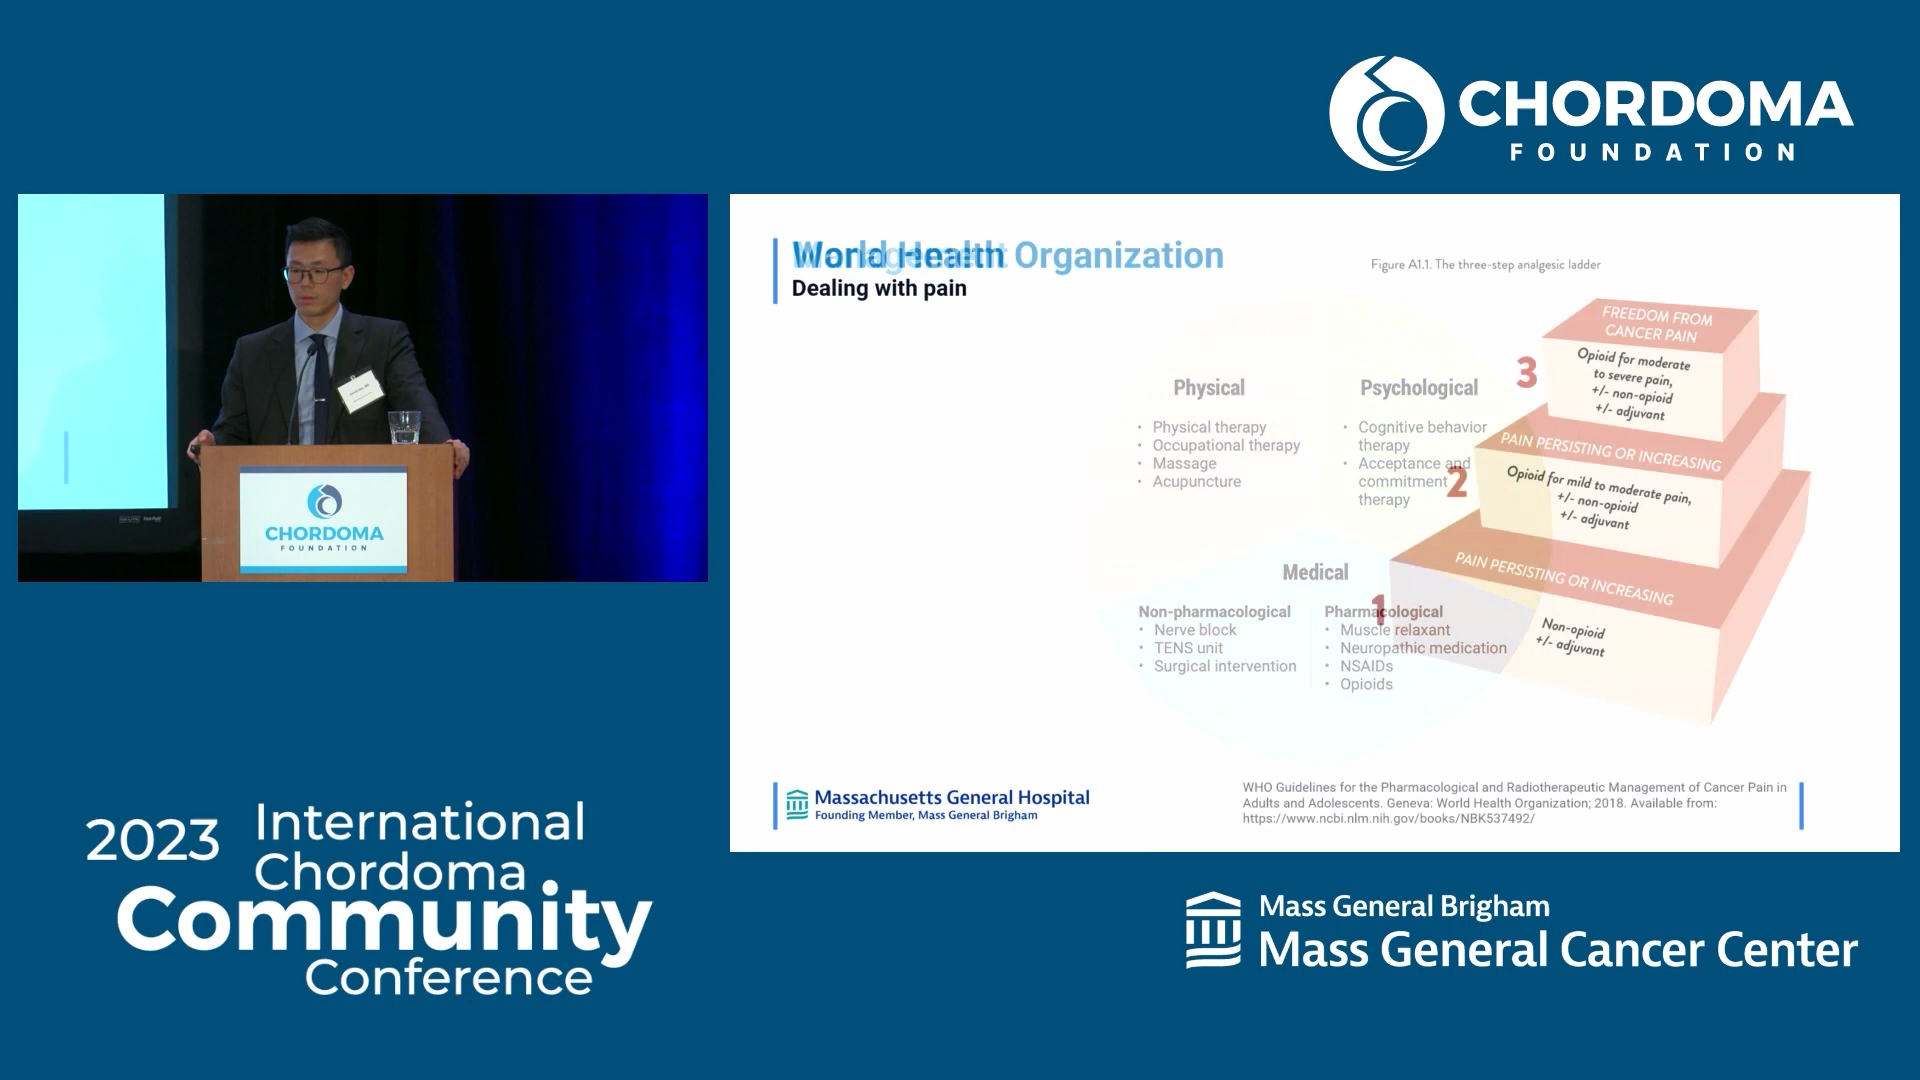 CHORDOMA
FOUNDATION
World Health Organization
Dealing with pain
Figure A1.1. The three-step analgesic ladder
FREEDOM FROM
CANCER PAIN
3
Opioid for moderate
to severe pain,
+/- non-opioid
+/- adjuvant
PAIN PERSISTING OR INCREASING
2
Opioid for mild to moderate pain,
+/- non-opioid
+/- adjuvant
PAIN PERSISTING OR INCREASING
1
Non-opioid
+/- adjuvant
Physical
• Physical therapy
• Occupational therapy
• Massage
• Acupuncture
Psychological
• Cognitive behavior
therapy
• Acceptance and
commitment
therapy
Medical
Non-pharmacological
• Nerve block
• TENS unit
• Surgical intervention
Pharmacological
• Muscle relaxant
• Neuropathic medication
• NSAIDs
• Opioids
Massachusetts General Hospital
Founding Member, Mass General Brigham
WHO Guidelines for the Pharmacological and Radiotherapeutic Management of Cancer Pain in
Adults and Adolescents. Geneva: World Health Organization; 2018. Available from:
https://www.ncbi.nlm.nih.gov/books/NBK537492/
CHORDOMA
FOUNDATION
2023 International
Chordoma
Community
Conference
Mass General Brigham
Mass General Cancer Center